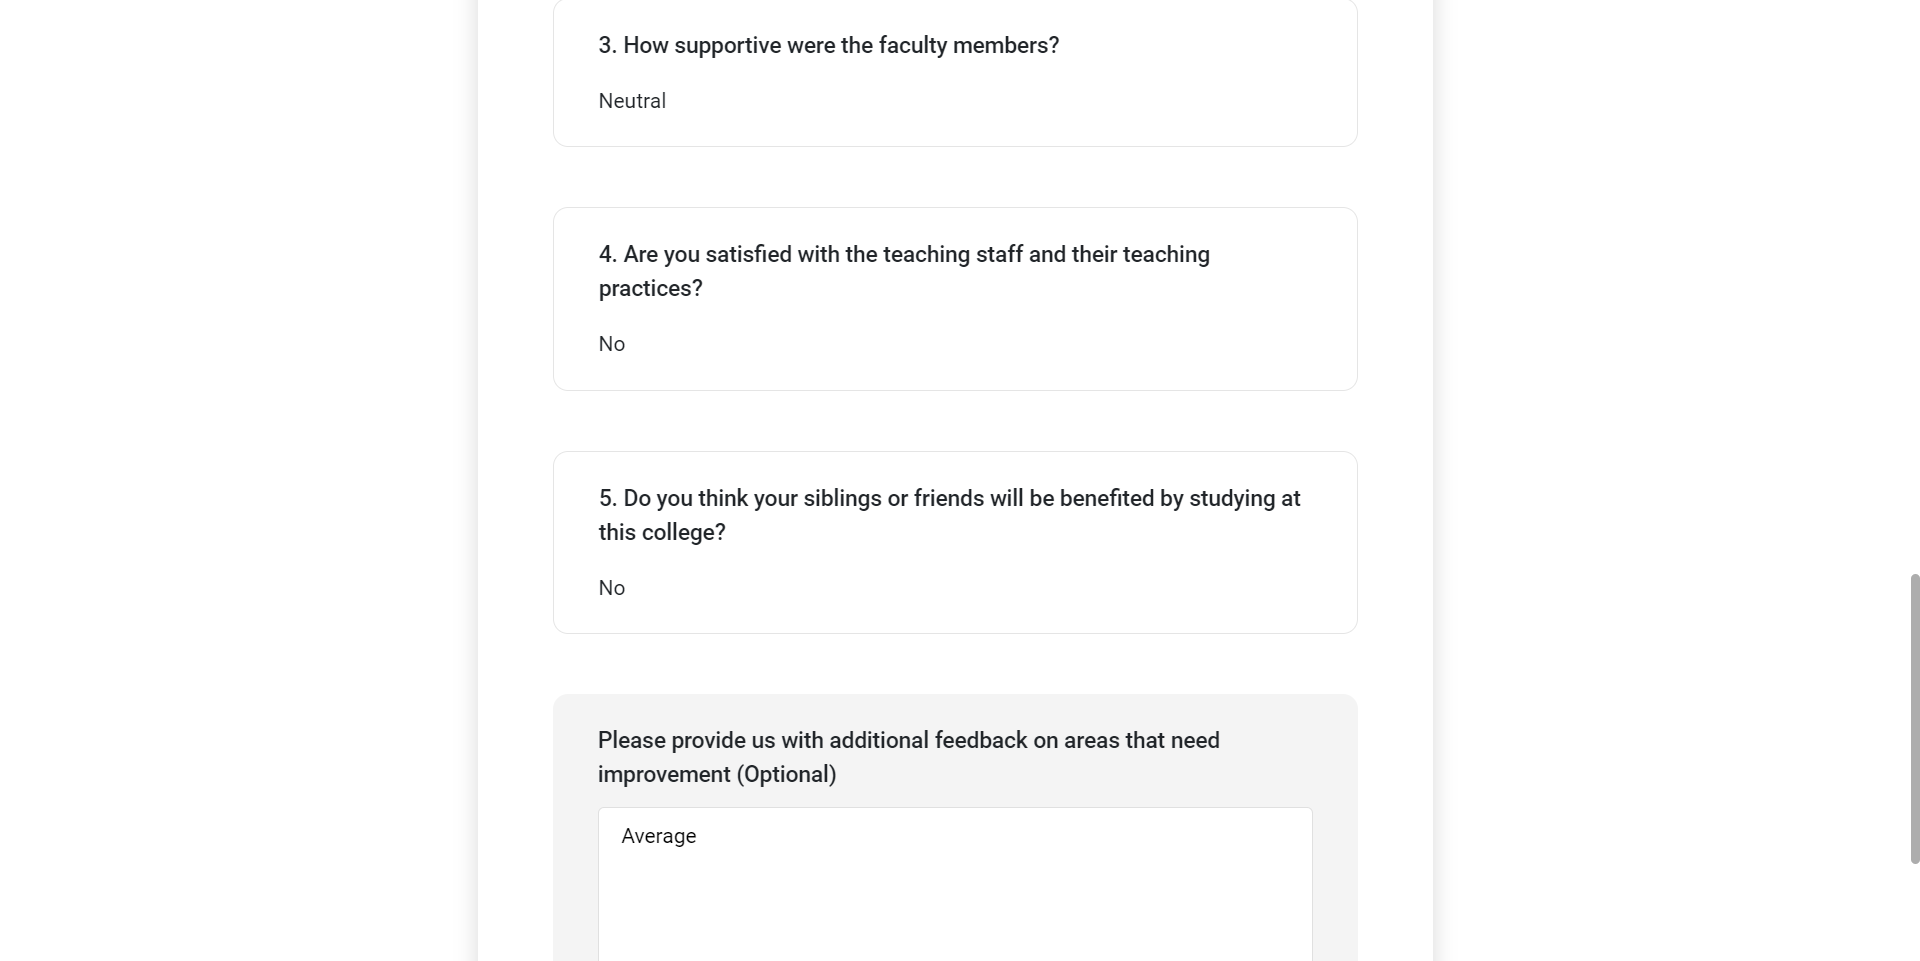 3. How supportive were the faculty members?
Neutral
4. Are you satisfied with the teaching staff and their teaching
practices?
No
5. Do you think your siblings or friends will be benefited by studying at
this college?
No
Please provide us with additional feedback on areas that need
improvement (Optional)
Average